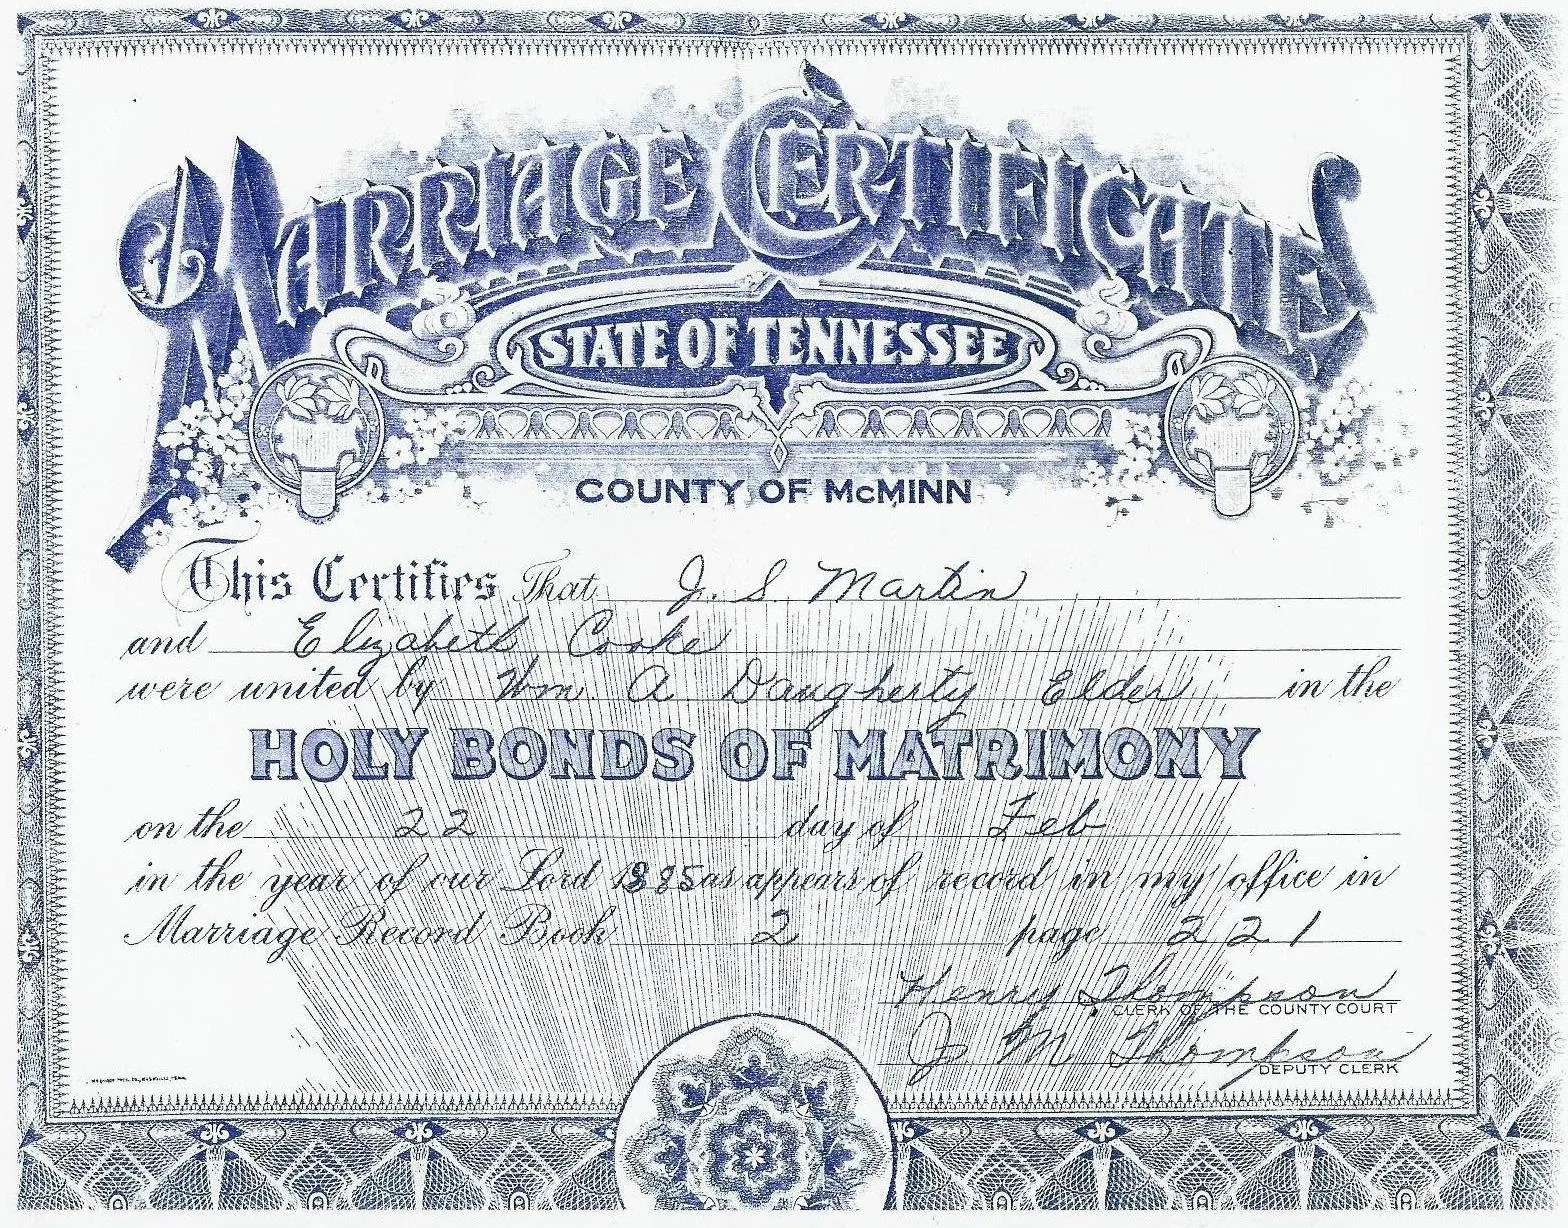 MARRIAGE CERTIFICATE
STATE OF TENNESSEE
COUNTY OF McMINN
This Certifies That J. S. Martin
and Elizabeth Cooke
were united by Wm. A Daugherty Elder in the
HOLY BONDS OF MATRIMONY
on the 22 day of Feb
in the year of our Lord 1885 as appears of record in my office in
Marriage Record Book 2 page 221
Henry Thompson
CLERK OF THE COUNTY COURT
J. M Thompson
DEPUTY CLERK